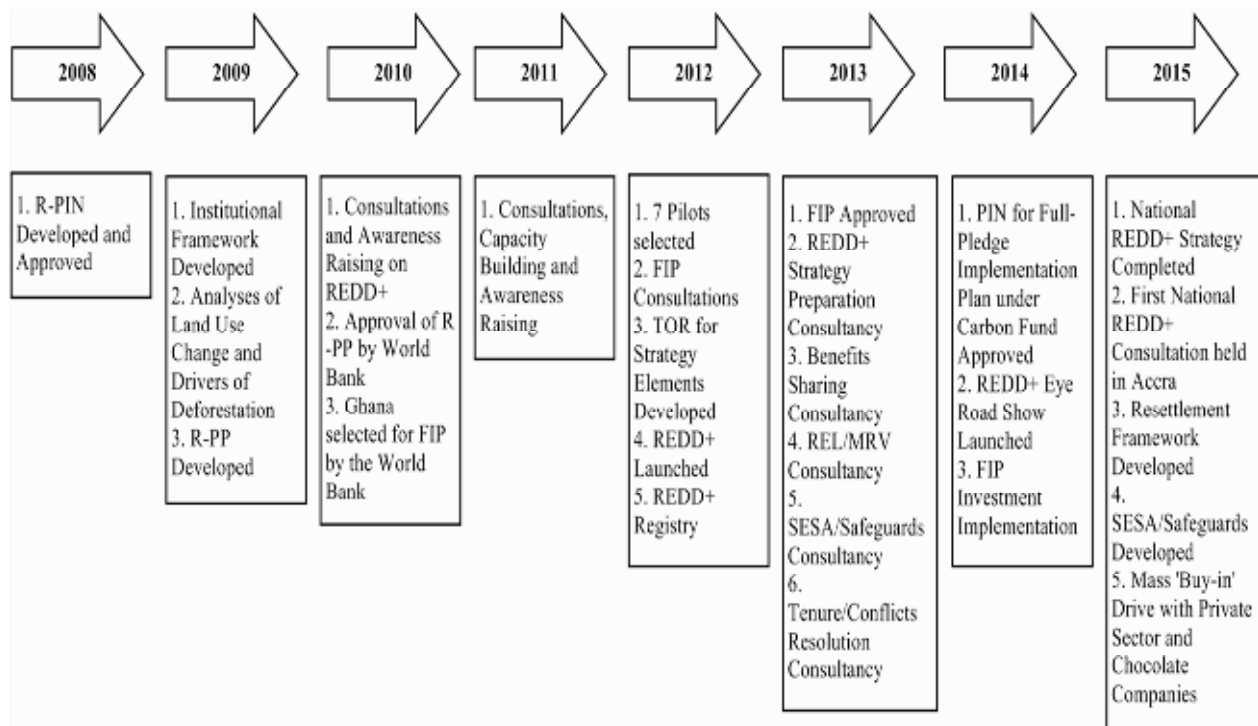 2008
2009
2010
2011
2012
2013
2014
2015
1. R-PIN
Developed and
Approved
1. Institutional
Framework
Developed
2. Analyses of
Land Use
Change and
Drivers of
Deforestation
3. R-PP
Developed
1. Consultations
and Awareness
Raising on
REDD+
2. Approval of R
-PP by World
Bank
3. Ghana
selected for FIP
by the World
Bank
1. Consultations,
Capacity
Building and
Awareness
Raising
1. 7 Pilots
selected
2. FIP
Consultations
3. TOR for
Strategy
Elements
Developed
4. REDD+
Launched
5. REDD+
Registry
1. FIP Approved
2. REDD+
Strategy
Preparation
Consultancy
3. Benefits
Sharing
Consultancy
4. REL/MRV
Consultancy
5.
SESA/Safeguards
Consultancy
6.
Tenure/Conflicts
Resolution
Consultancy
1. PIN for Full-
Pledge
Implementation
Plan under
Carbon Fund
Approved
2. REDD+ Eye
Road Show
Launched
3. FIP
Investment
Implementation
1. National
REDD+ Strategy
Completed
2. First National
REDD+
Consultation held
in Accra
3. Resettlement
Framework
Developed
4.
SESA/Safeguards
Developed
5. Mass 'Buy-in'
Drive with Private
Sector and
Chocolate
Companies